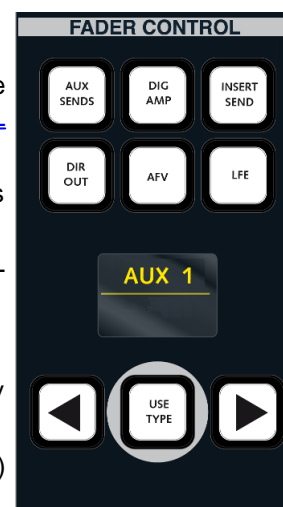 FADER CONTROL
AUX
SENDS
DIG
AMP
INSERT
SEND
DIR
OUT
AFV
LFE
AUX 1
USE
TYPE